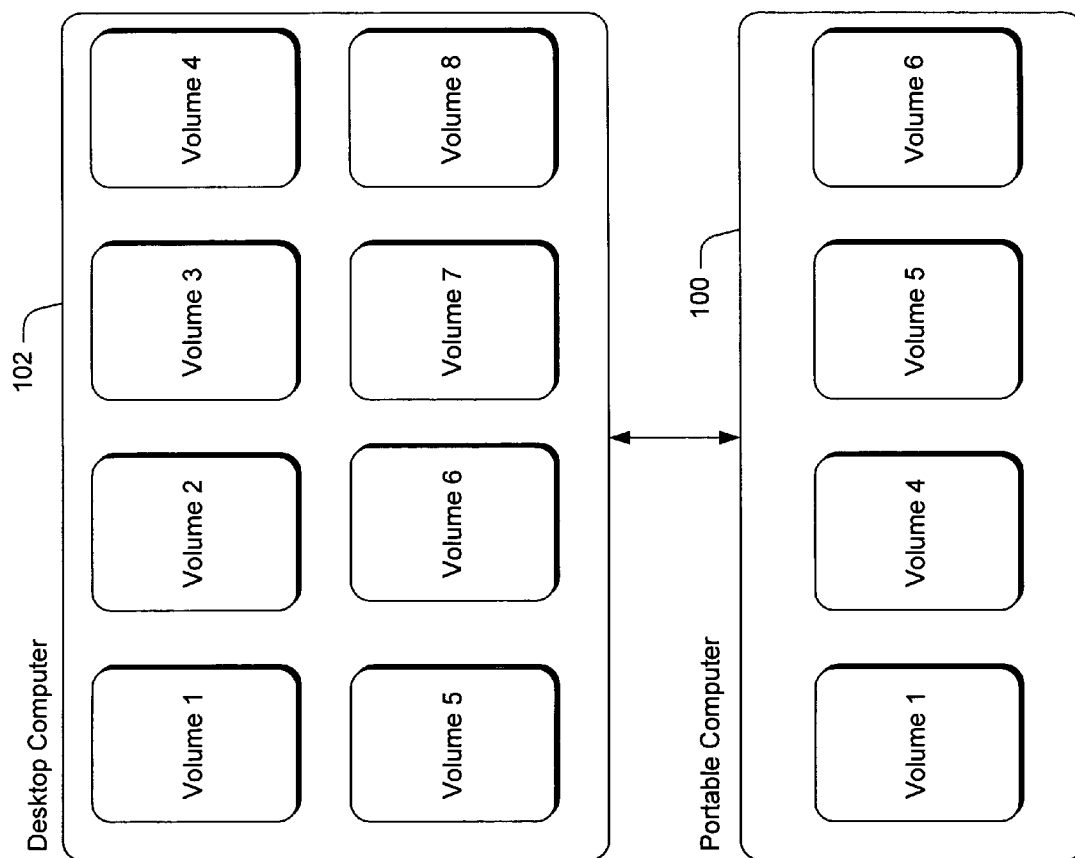 Desktop Computer
102
Volume 1
Volume 2
Volume 3
Volume 4
Volume 5
Volume 6
Volume 7
Volume 8
Portable Computer
100
Volume 1
Volume 4
Volume 5
Volume 6